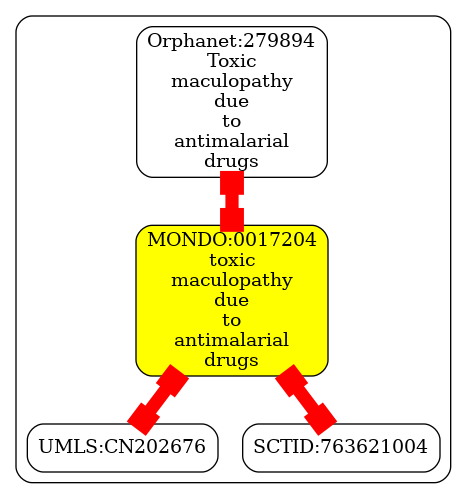 Orphanet:279894
Toxic
maculopathy
due
to
antimalarial
drugs
MONDO:0017204
toxic
maculopathy
due
to
antimalarial
drugs
UMLS:CN202676
SCTID:763621004